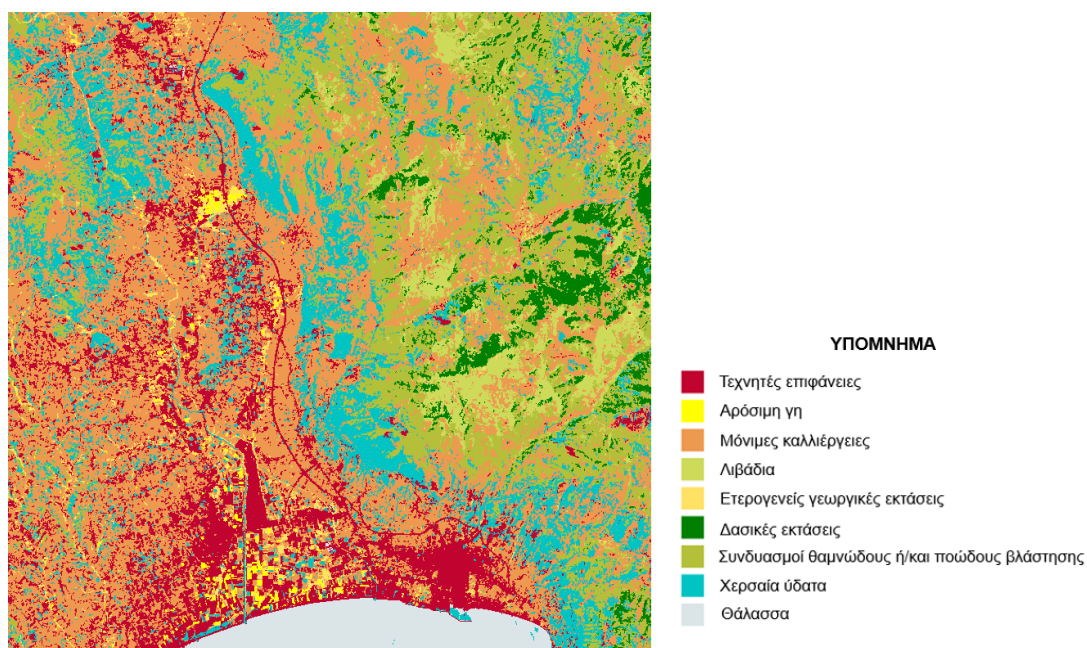 ΥΠΟΜΝΗΜΑ
Τεχνητές επιφάνειες
Αρόσιμη γη
Μόνιμες καλλιέργειες
Λιβάδια
Ετερογενείς γεωργικές εκτάσεις
Δασικές εκτάσεις
Συνδυασμοί θαμνώδους ή/και ποώδους βλάστησης
Χερσαία ύδατα
Θάλασσα